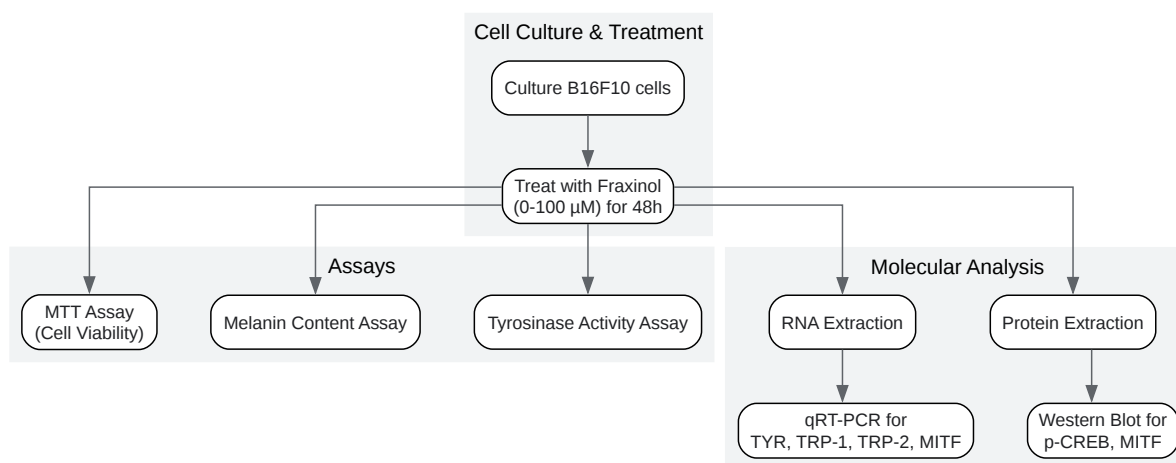 Cell Culture & Treatment
Culture B16F10 cells
Treat with Fraxinol
(0-100 µM) for 48h
Assays
MTT Assay
(Cell Viability)
Melanin Content Assay
Tyrosinase Activity Assay
Molecular Analysis
RNA Extraction
Protein Extraction
qRT-PCR for
TYR, TRP-1, TRP-2, MITF
Western Blot for
p-CREB, MITF